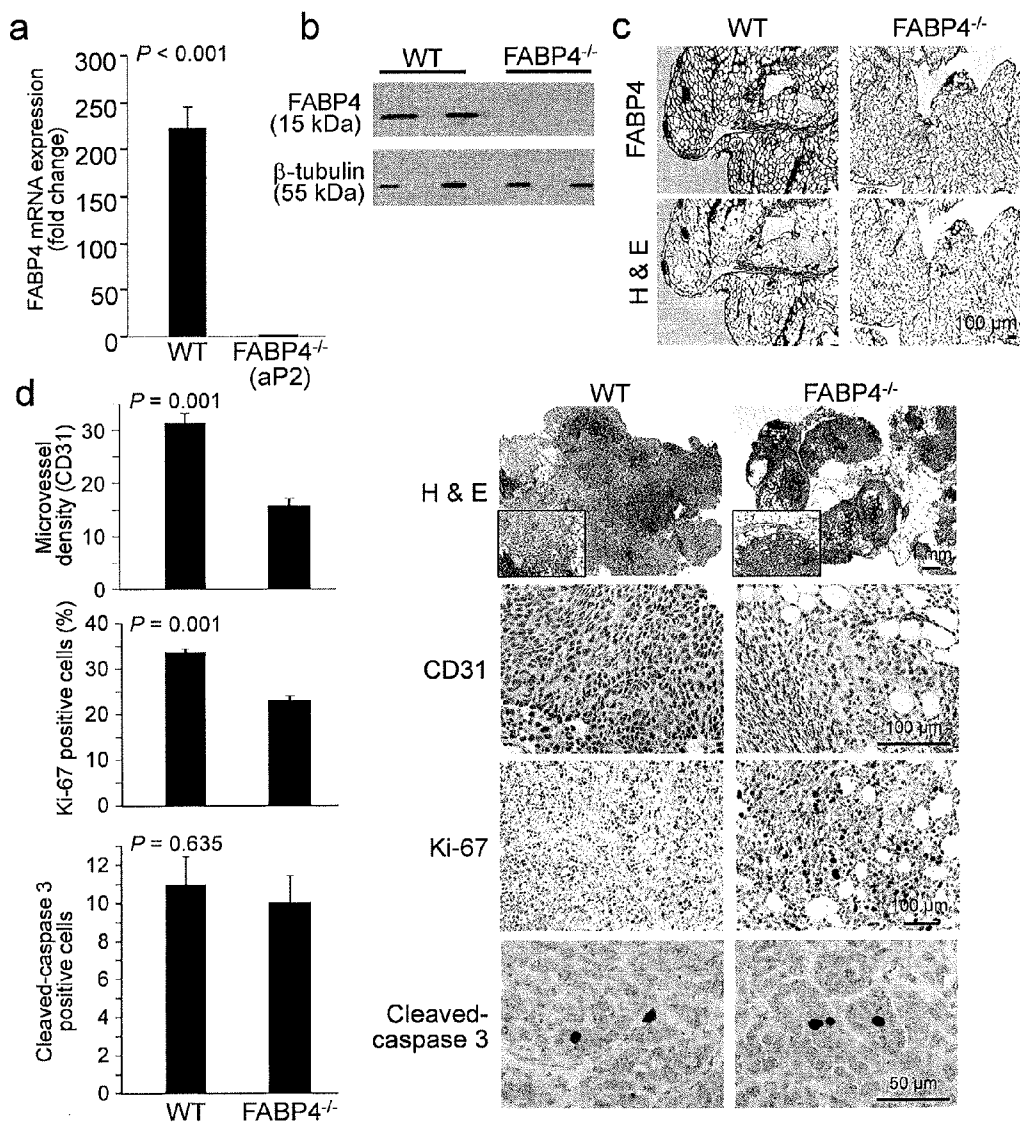 a
P < 0.001
FABP4 mRNA expression
(fold change)
300
250
200
150
100
50
0
WT
FABP4-/-
(aP2)
b
WT
FABP4-/-
FABP4
(15 kDa)
β-tubulin
(55 kDa)
c
WT
FABP4-/-
FABP4
H & E
100 μm
d
P = 0.001
Microvessel
density (CD31)
30
20
10
0
P = 0.001
Ki-67 positive cells (%)
40
30
20
10
0
P = 0.635
Cleaved-caspase 3
positive cells
12
10
8
6
4
2
0
WT
FABP4-/-
WT
FABP4-/-
H & E
1 mm
CD31
100 μm
Ki-67
100 μm
Cleaved-
caspase 3
50 μm